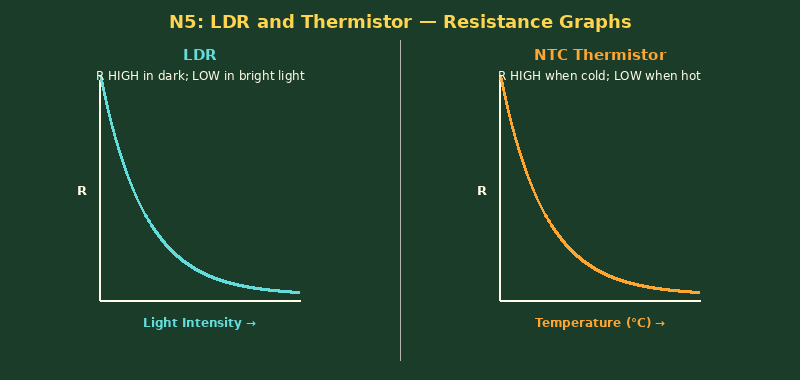 N5: LDR and Thermistor — Resistance Graphs
LDR
R HIGH in dark; LOW in bright light
R
Light Intensity →
NTC Thermistor
R HIGH when cold; LOW when hot
R
Temperature (°C) →